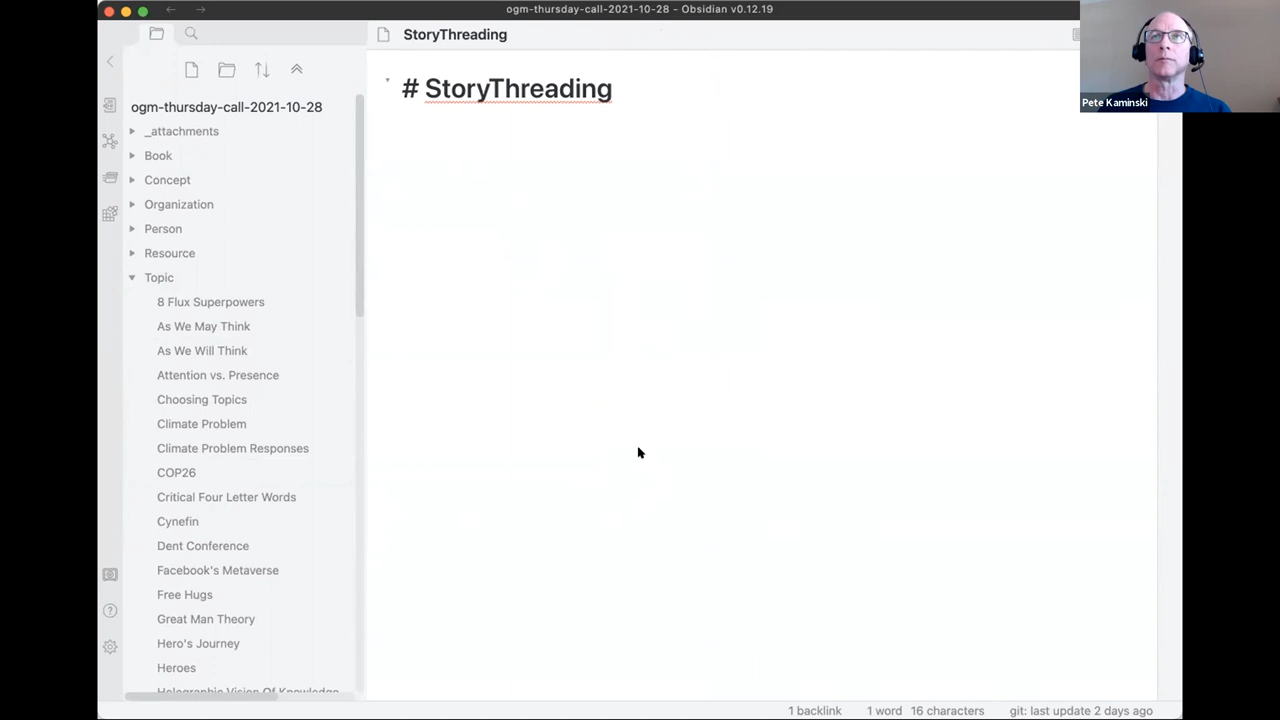 ogm-thursday-call-2021-10-28 - Obsidian v0.12.19
StoryThreading
# StoryThreading
Pete Kaminski
ogm-thursday-call-2021-10-28
_attachments
Book
Concept
Organization
Person
Resource
Topic
8 Flux Superpowers
As We May Think
As We Will Think
Attention vs. Presence
Choosing Topics
Climate Problem
Climate Problem Responses
COP26
Critical Four Letter Words
Cynefin
Dent Conference
Facebook's Metaverse
Free Hugs
Great Man Theory
Hero's Journey
Heroes
Holographic Vision Of Knowledge
1 backlink 1 word 16 characters git: last update 2 days ago